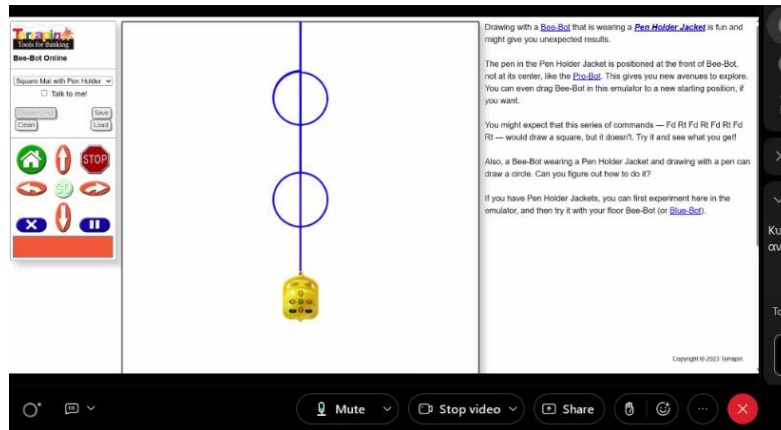 Terrapin
Tools for thinking
Bee-Bot Online
Square Mat with Pen Holder
Talk to me!
Save
Clean
Load
STOP
GO
Drawing with a Bee-Bot that is wearing a Pen Holder Jacket is fun and
might give you unexpected results.
The pen in the Pen Holder Jacket is positioned at the front of Bee-Bot,
not at its center, like the Pro-Bot. This gives you new avenues to explore.
You can even drag Bee-Bot in this emulator to a new starting position, if
you want.
You might expect that this series of commands — Fd Rt Fd Rt Fd Rt Fd
Rt — would draw a square, but it doesn't. Try it and see what you get!
Also, a Bee-Bot wearing a Pen Holder Jacket and drawing with a pen can
draw a circle. Can you figure out how to do it?
If you have Pen Holder Jackets, you can first experiment here in the
emulator, and then try it with your floor Bee-Bot (or Blue-Bot).
Copyright © 2023 Terrapin.
Κυ
αν
To
CC
Mute
Stop video
Share